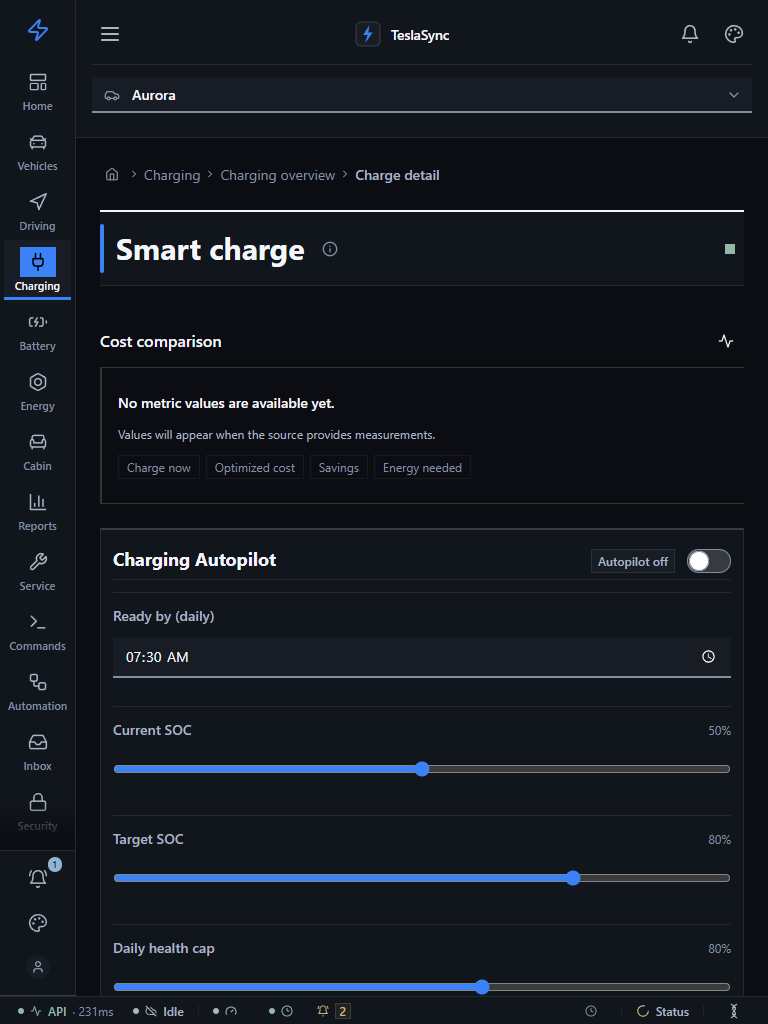 TeslaSync
Aurora
Home
Vehicles
Driving
Charging
Battery
Energy
Cabin
Reports
Service
Commands
Automation
Inbox
Security
1
Charging
Charging overview
Charge detail
Smart charge
Cost comparison
No metric values are available yet.
Values will appear when the source provides measurements.
Charge now
Optimized cost
Savings
Energy needed
Charging Autopilot
Autopilot off
Ready by (daily)
07:30 AM
Current SOC
50%
Target SOC
80%
Daily health cap
80%
API · 231ms
Idle
2
Status